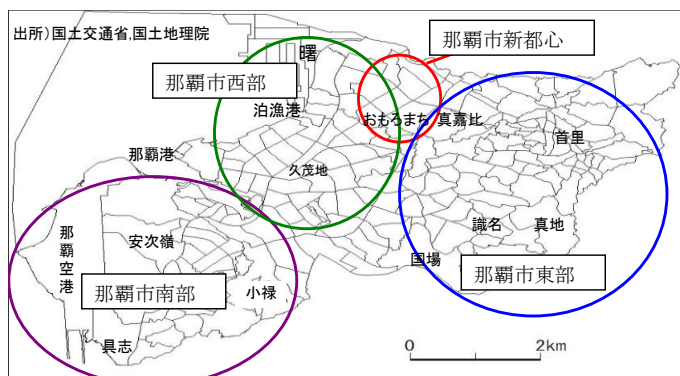 出所)国土交通省,国土地理院
那覇市新都心
曙
那覇市西部
泊漁港
おもろまち
真嘉比
首里
那覇港
久茂地
安次嶺
識名
真地
那覇空港
国場
那覇市東部
那覇市南部
小禄
具志
0 2km